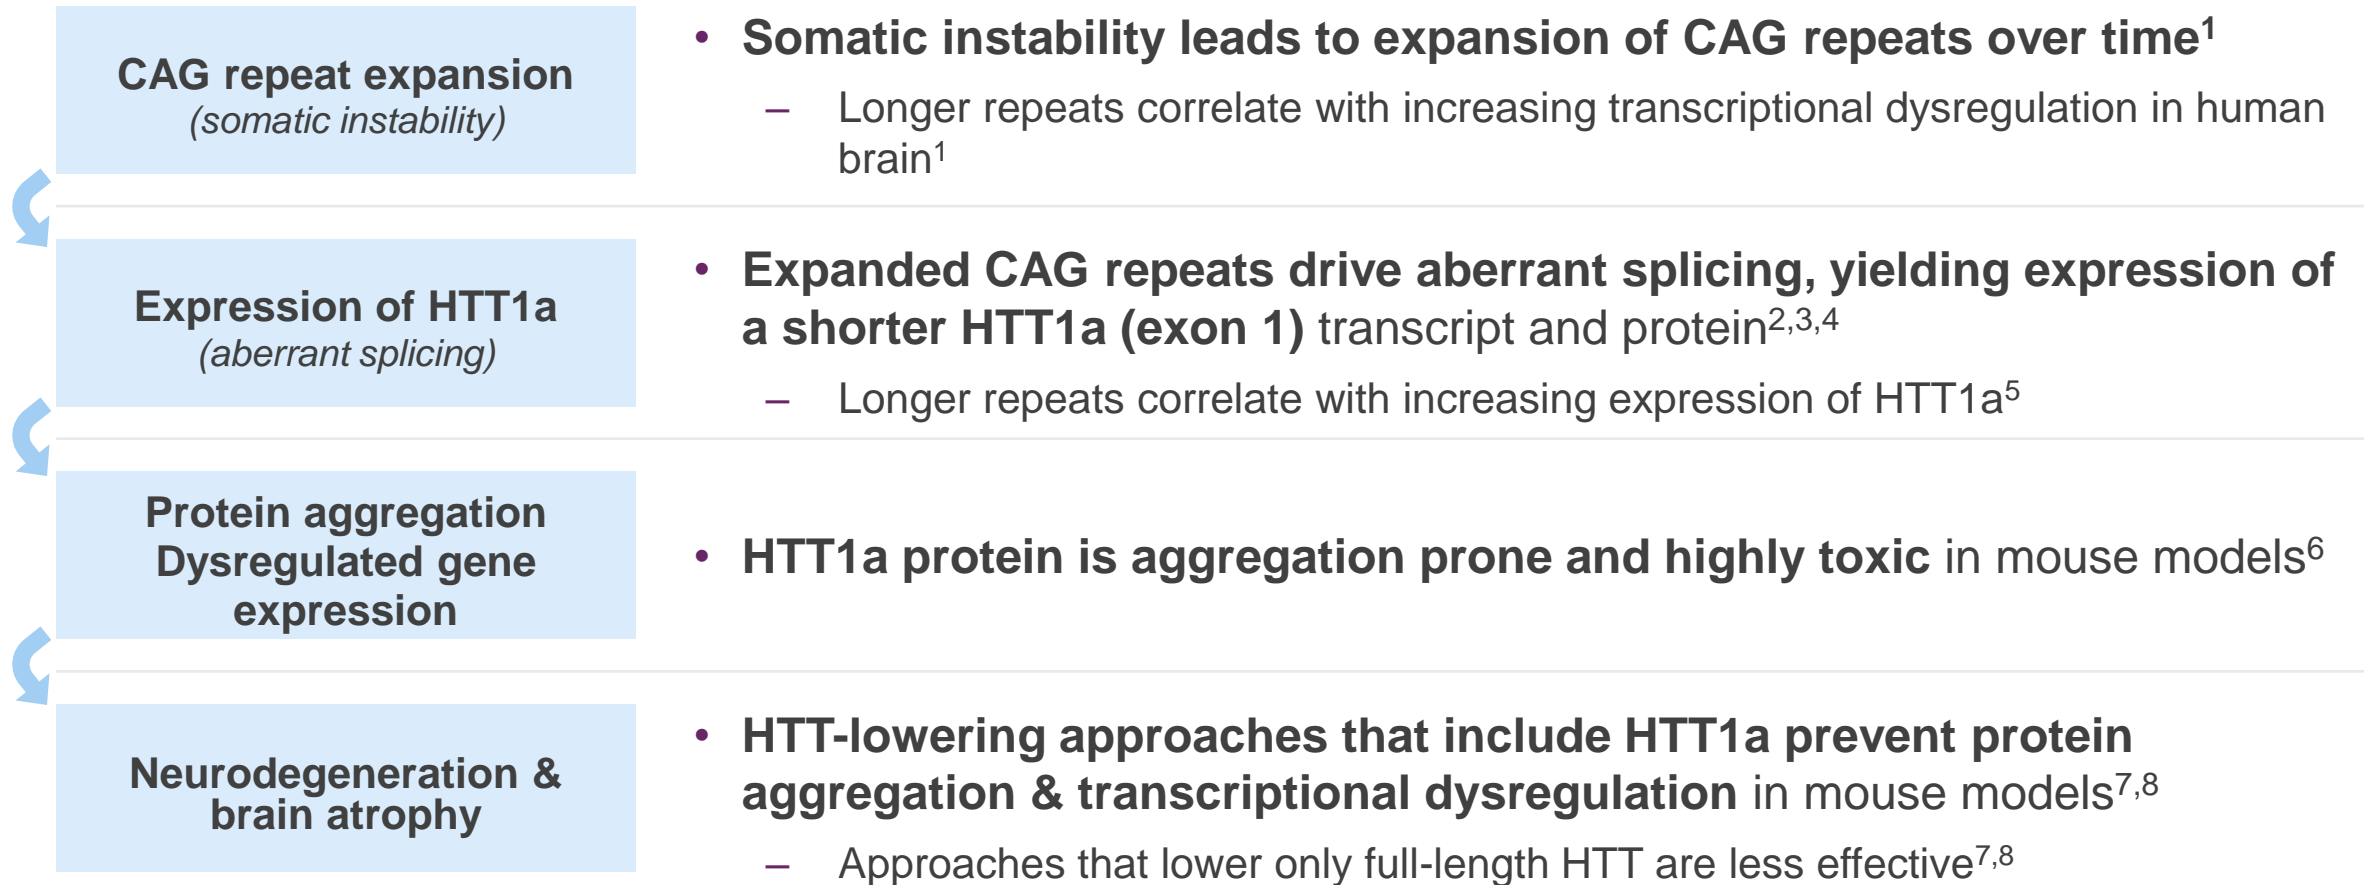 CAG repeat expansion
(somatic instability)
• Somatic instability leads to expansion of CAG repeats over time1
– Longer repeats correlate with increasing transcriptional dysregulation in human
brain1
Expression of HTT1a
(aberrant splicing)
• Expanded CAG repeats drive aberrant splicing, yielding expression of
a shorter HTT1a (exon 1) transcript and protein2,3,4
– Longer repeats correlate with increasing expression of HTT1a5
Protein aggregation
Dysregulated gene
expression
• HTT1a protein is aggregation prone and highly toxic in mouse models6
Neurodegeneration &
brain atrophy
• HTT-lowering approaches that include HTT1a prevent protein
aggregation & transcriptional dysregulation in mouse models7,8
– Approaches that lower only full-length HTT are less effective7,8